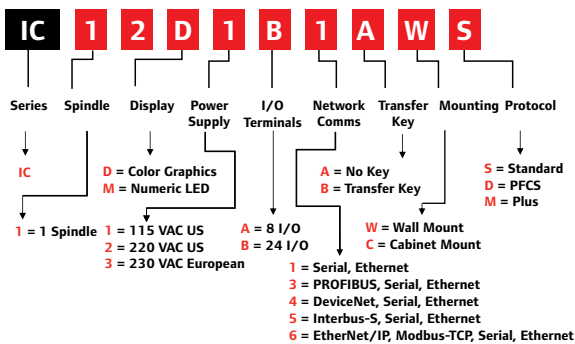 IC 1 2 D 1 B 1 A W S
Series Spindle Display Power Supply I/O Terminals Network Comms Transfer Key Mounting Protocol
IC
D = Color Graphics
M = Numeric LED
A = No Key
B = Transfer Key
S = Standard
D = PFCS
M = Plus
1 = 1 Spindle
1 = 115 VAC US
2 = 220 VAC US
3 = 230 VAC European
A = 8 I/O
B = 24 I/O
W = Wall Mount
C = Cabinet Mount
1 = Serial, Ethernet
3 = PROFIBUS, Serial, Ethernet
4 = DeviceNet, Serial, Ethernet
5 = Interbus-S, Serial, Ethernet
6 = EtherNet/IP, Modbus-TCP, Serial, Ethernet